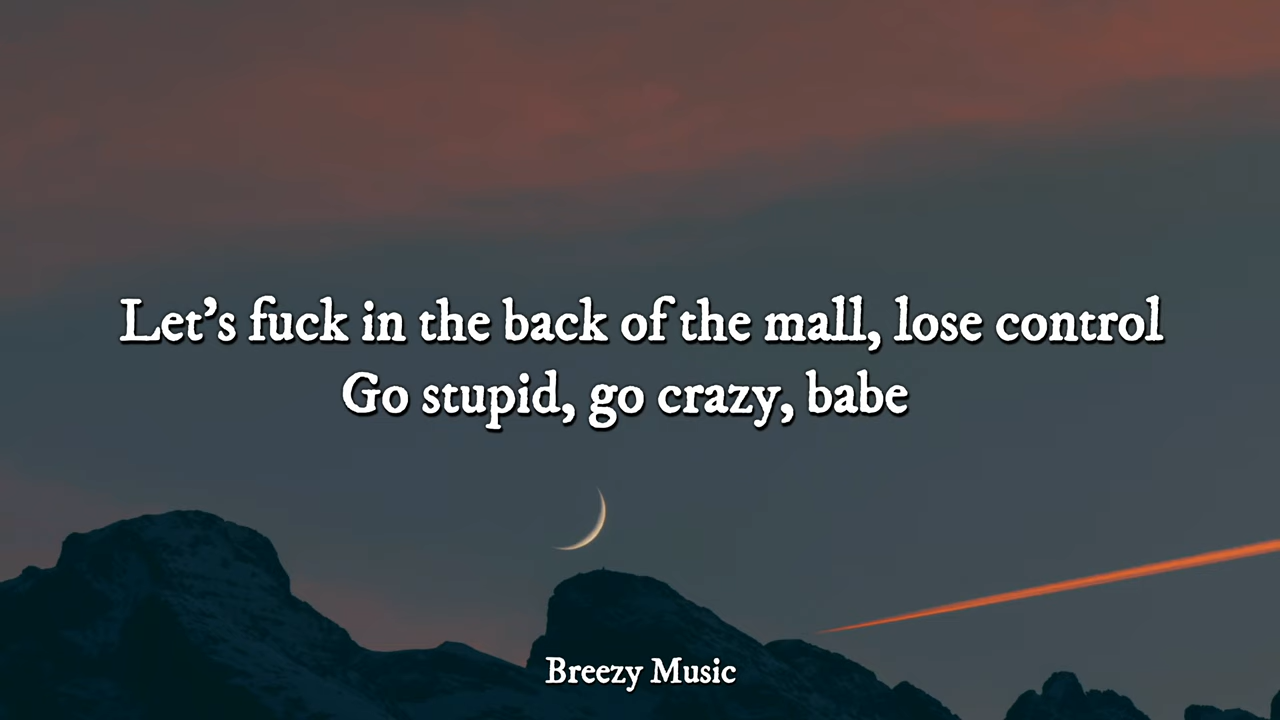 Let's fuck in the back of the mall, lose control
Go stupid, go crazy, babe
Breezy Music